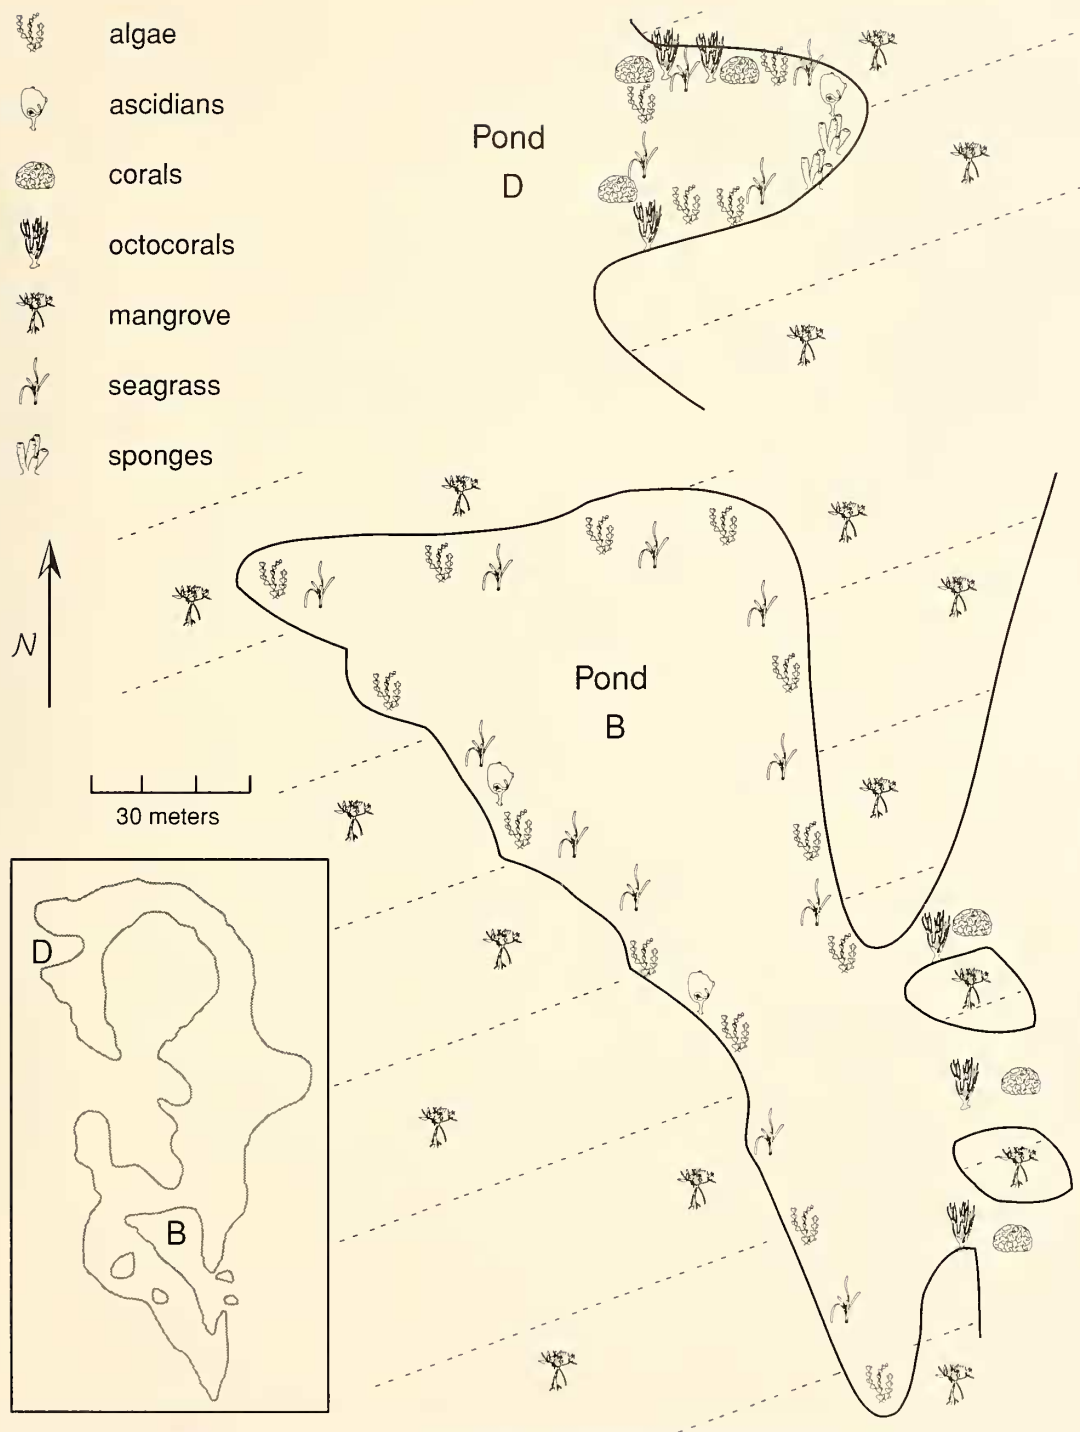 algae
ascidians
corals
octocorals
mangrove
seagrass
sponges
Pond
D
N
Pond
B
30 meters
D
B